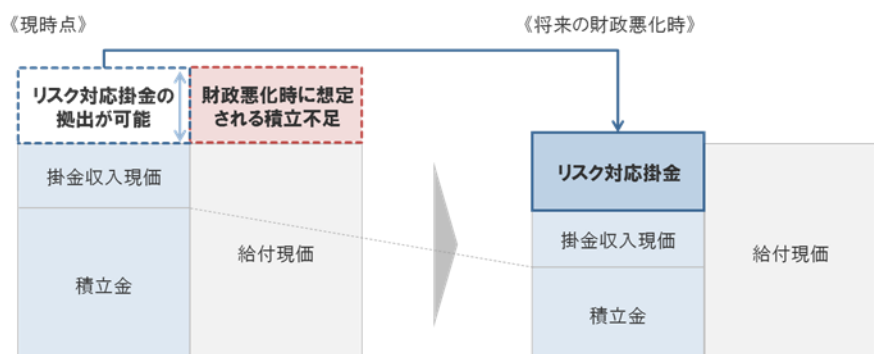 《現時点》
《将来の財政悪化時》
リスク対応掛金の
拠出が可能
財政悪化時に想定
される積立不足
掛金収入現価
給付現価
積立金
リスク対応掛金
掛金収入現価
給付現価
積立金